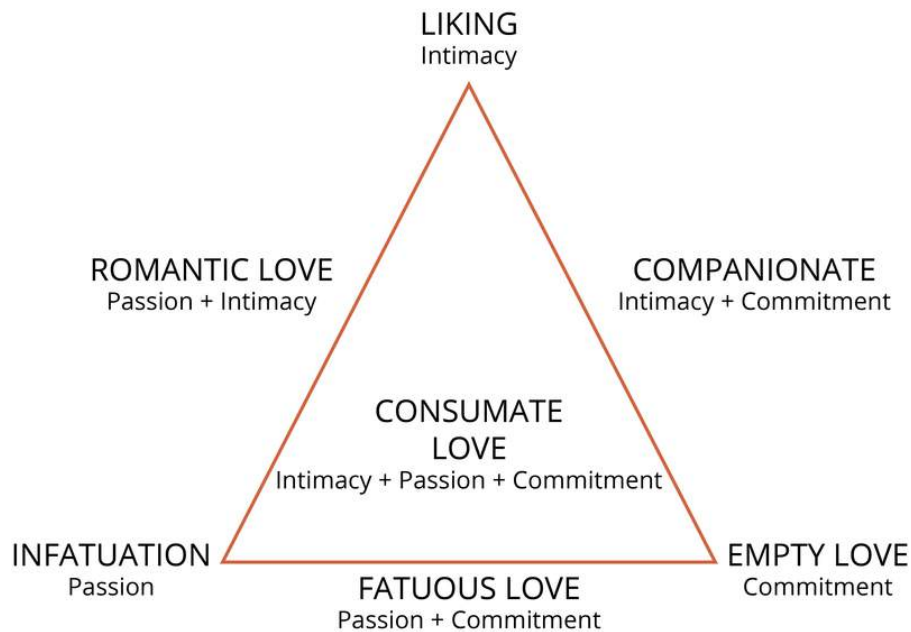 LIKING
Intimacy
ROMANTIC LOVE
Passion + Intimacy
COMPANIONATE
Intimacy + Commitment
CONSUMATE
LOVE
Intimacy + Passion + Commitment
INFATUATION
Passion
EMPTY LOVE
Commitment
FATUOUS LOVE
Passion + Commitment